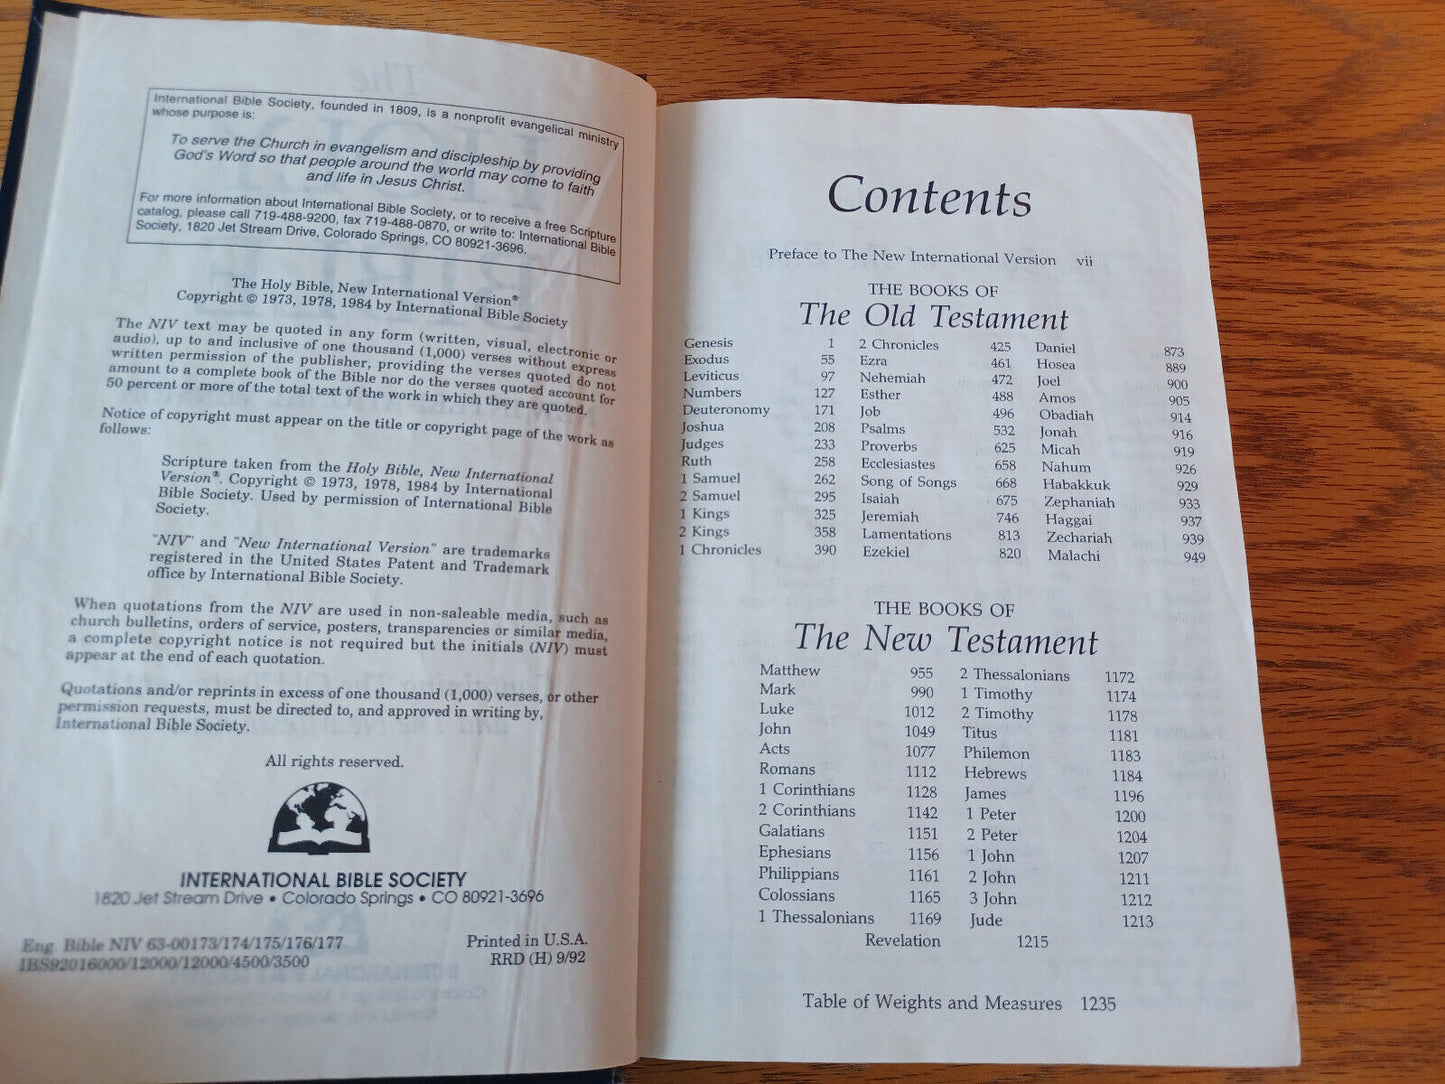 International Bible Society, founded in 1809, is a nonprofit evangelical ministry
whose purpose is:
To serve the Church in evangelism and discipleship by providing
God's Word so that people around the world may come to faith
and life in Jesus Christ.
For more information about International Bible Society, or to receive a free Scripture
catalog, please call 719-488-9200, fax 719-488-0870, or write to: International Bible
Society, 1820 Jet Stream Drive, Colorado Springs, CO 80921-3696.
The Holy Bible, New International Version®
Copyright © 1973, 1978, 1984 by International Bible Society
The NIV text may be quoted in any form (written, visual, electronic or
audio), up to and inclusive of one thousand (1,000) verses without express
written permission of the publisher, providing the verses quoted do not
amount to a complete book of the Bible nor do the verses quoted account for
50 percent or more of the total text of the work in which they are quoted.
Notice of copyright must appear on the title or copyright page of the work as
follows:
Scripture taken from the Holy Bible, New International
Version®. Copyright © 1973, 1978, 1984 by International
Bible Society. Used by permission of International Bible
Society.
"NIV" and "New International Version" are trademarks
registered in the United States Patent and Trademark
office by International Bible Society.
When quotations from the NIV are used in non-saleable media, such as
church bulletins, orders of service, posters, transparencies or similar media,
a complete copyright notice is not required but the initials (NIV) must
appear at the end of each quotation.
Quotations and/or reprints in excess of one thousand (1,000) verses, or other
permission requests, must be directed to, and approved in writing by,
International Bible Society.
All rights reserved.
INTERNATIONAL BIBLE SOCIETY
1820 Jet Stream Drive • Colorado Springs • CO 80921-3696
Eng. Bible NIV 63-00173/174/175/176/177
IBS92016000/12000/12000/4500/3500
Printed in U.S.A.
RRD (H) 9/92
Contents
Preface to The New International Version vii
THE BOOKS OF
The Old Testament
Genesis 1
Exodus 55
Leviticus 97
Numbers 127
Deuteronomy 171
Joshua 208
Judges 233
Ruth 258
1 Samuel 262
2 Samuel 295
1 Kings 325
2 Kings 358
1 Chronicles 390
2 Chronicles 425
Ezra 461
Nehemiah 472
Esther 488
Job 496
Psalms 532
Proverbs 625
Ecclesiastes 658
Song of Songs 668
Isaiah 675
Jeremiah 746
Lamentations 813
Ezekiel 820
Daniel 873
Hosea 889
Joel 900
Amos 905
Obadiah 914
Jonah 916
Micah 919
Nahum 926
Habakkuk 929
Zephaniah 933
Haggai 937
Zechariah 939
Malachi 949
THE BOOKS OF
The New Testament
Matthew 955
Mark 990
Luke 1012
John 1049
Acts 1077
Romans 1112
1 Corinthians 1128
2 Corinthians 1142
Galatians 1151
Ephesians 1156
Philippians 1161
Colossians 1165
1 Thessalonians 1169
2 Thessalonians 1172
1 Timothy 1174
2 Timothy 1178
Titus 1181
Philemon 1183
Hebrews 1184
James 1196
1 Peter 1200
2 Peter 1204
1 John 1207
2 John 1211
3 John 1212
Jude 1213
Revelation 1215
Table of Weights and Measures 1235